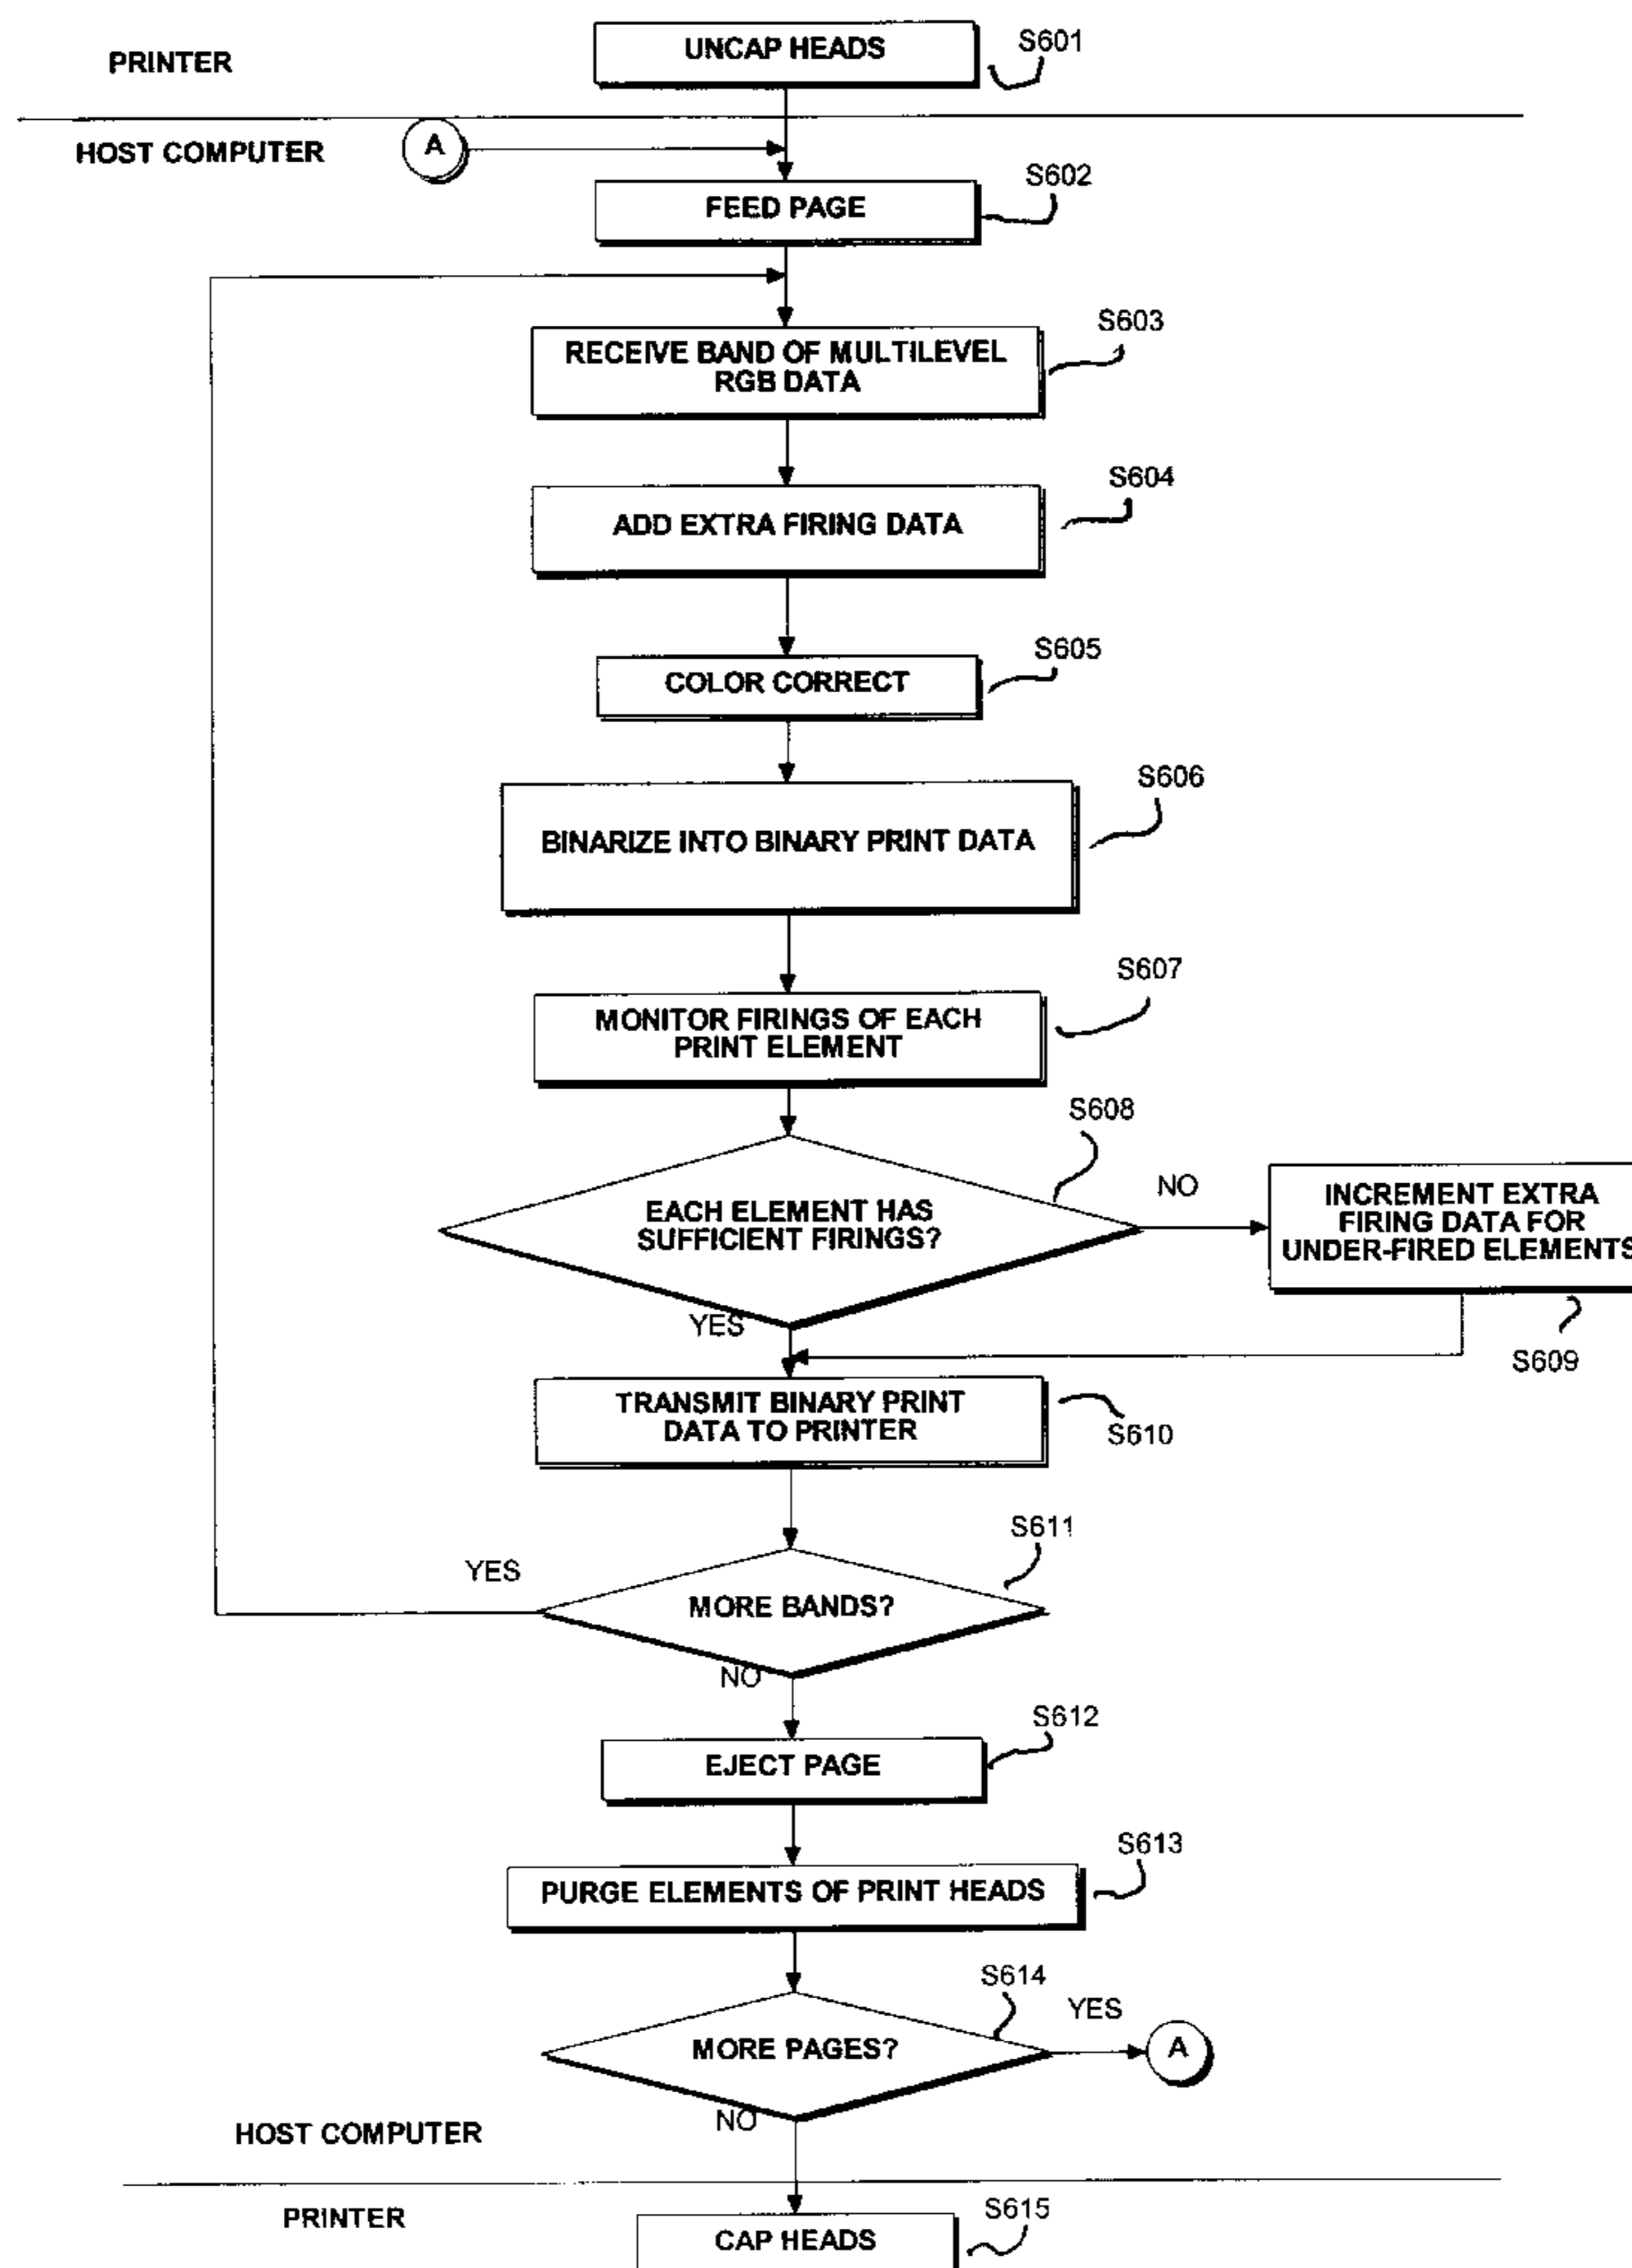 UNCAP HEADS
S601
PRINTER
HOST COMPUTER
A
S602
FEED PAGE
S603
RECEIVE BAND OF MULTILEVEL
RGB DATA
S604
ADD EXTRA FIRING DATA
S605
COLOR CORRECT
S606
BINARIZE INTO BINARY PRINT DATA
S607
MONITOR FIRINGS OF EACH
PRINT ELEMENT
S608
EACH ELEMENT HAS
SUFFICIENT FIRINGS?
NO
INCREMENT EXTRA
FIRING DATA FOR
UNDER-FIRED ELEMENTS
S609
YES
TRANSMIT BINARY PRINT
DATA TO PRINTER
S610
S611
YES
MORE BANDS?
NO
S612
EJECT PAGE
S613
PURGE ELEMENTS OF PRINT HEADS
S614
YES
MORE PAGES?
A
NO
HOST COMPUTER
PRINTER
S615
CAP HEADS